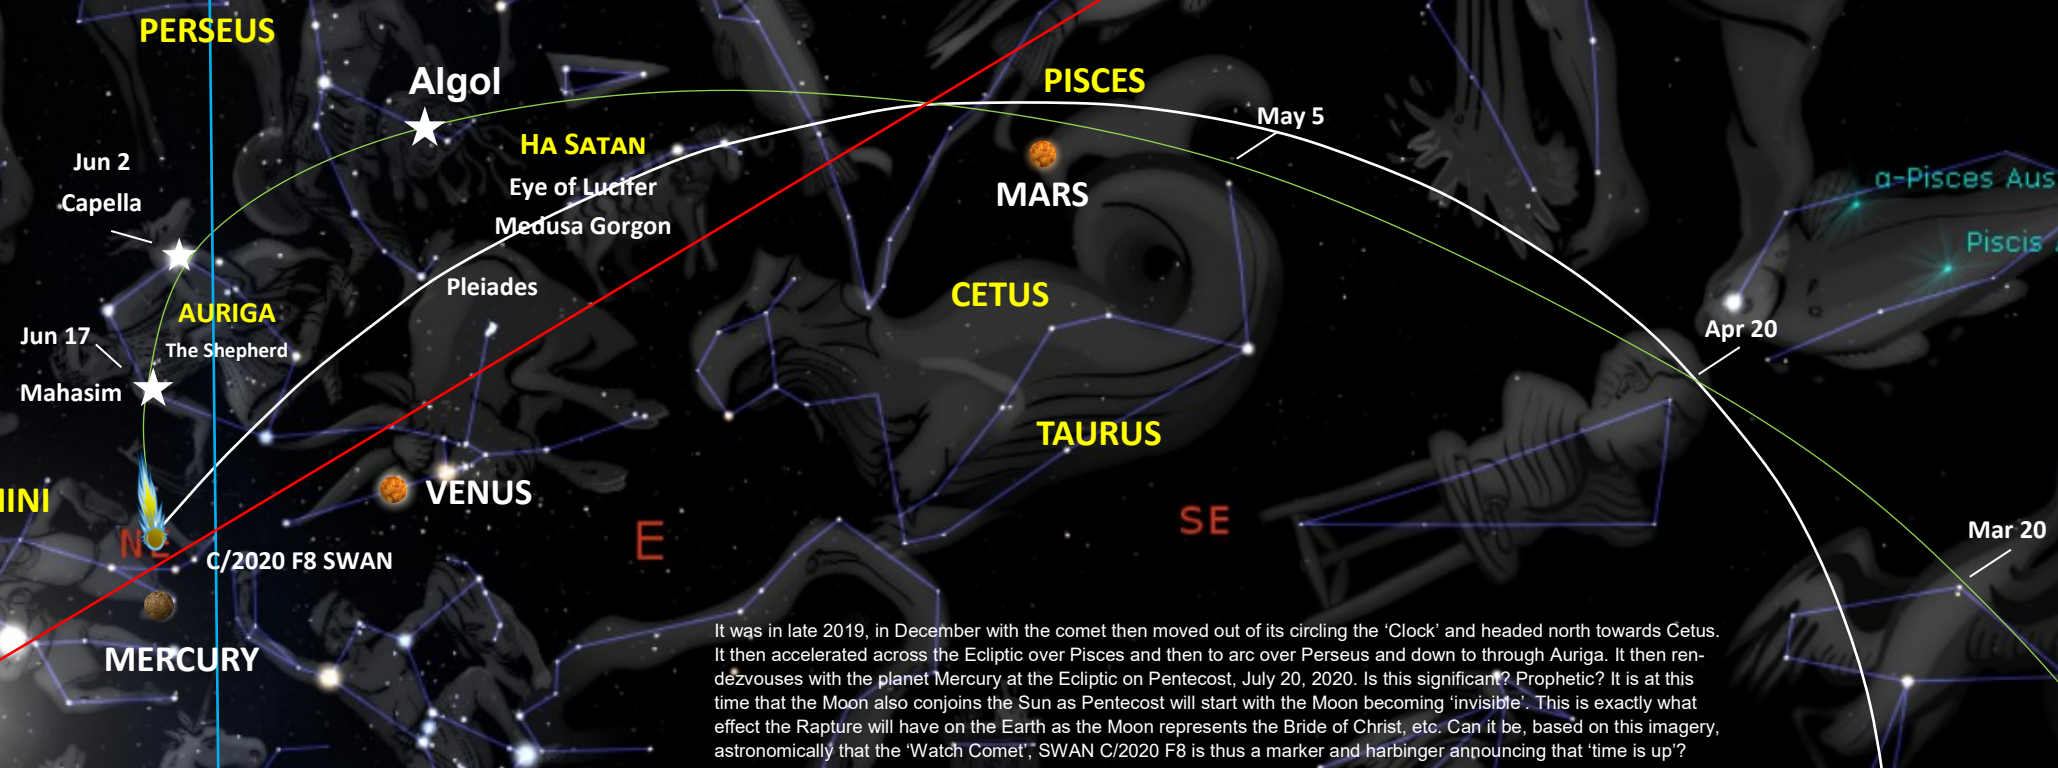 PERSEUS
Algol
PISCES
May 5
HA SATAN
Jun 2
Eye of Lucifer
Capella
MARS
Medusa Gorgon
α-Pisces Aus
Piscis
Pleiades
CETUS
AURIGA
Apr 20
Jun 17
The Shepherd
Mahasim
TAURUS
INI
VENUS
SE
Mar 20
NE
E
C/2020 F8 SWAN
MERCURY
It was in late 2019, in December with the comet then moved out of its circling the ‘Clock’ and headed north towards Cetus.
It then accelerated across the Ecliptic over Pisces and then to arc over Perseus and down to through Auriga. It then ren-
dezvouses with the planet Mercury at the Ecliptic on Pentecost, July 20, 2020. Is this significant? Prophetic? It is at this
time that the Moon also conjoins the Sun as Pentecost will start with the Moon becoming ‘invisible’. This is exactly what
effect the Rapture will have on the Earth as the Moon represents the Bride of Christ, etc. Can it be, based on this imagery,
astronomically that the ‘Watch Comet’, SWAN C/2020 F8 is thus a marker and harbinger announcing that ‘time is up’?